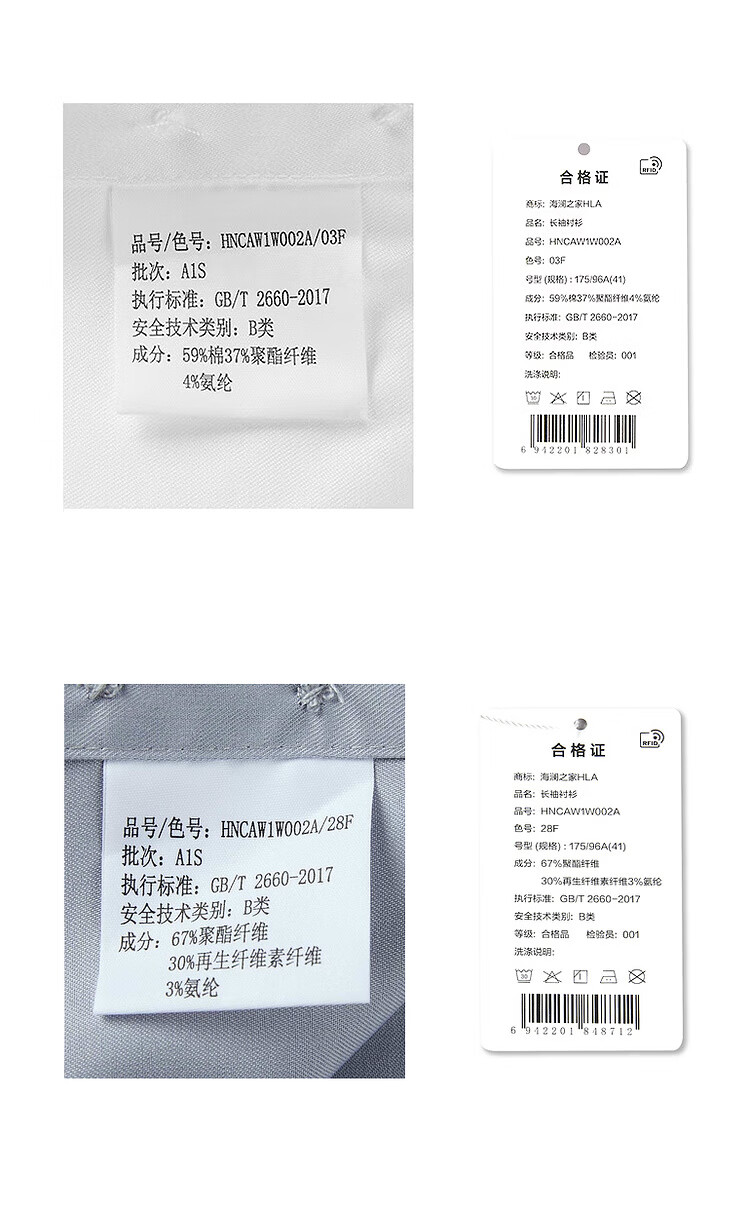 品号/色号：HNCAW1W002A/03F
批次：A1S
执行标准：GB/T 2660-2017
安全技术类别：B类
成分：59%棉37%聚酯纤维
4%氨纶
RFID
合格证
商标: 海澜之家HLA
品名: 长袖衬衫
品号: HNCAW1W002A
色号: 03F
号型 (规格) : 175/96A(41)
成分: 59%棉37%聚酯纤维4%氨纶
执行标准: GB/T 2660-2017
安全技术类别: B类
等级: 合格品 检验员: 001
洗涤说明:
30
6 942201 828301
品号/色号：HNCAW1W002A/28F
批次：A1S
执行标准：GB/T 2660-2017
安全技术类别：B类
成分：67%聚酯纤维
30%再生纤维素纤维
3%氨纶
RFID
合格证
商标: 海澜之家HLA
品名: 长袖衬衫
品号: HNCAW1W002A
色号: 28F
号型 (规格) : 175/96A(41)
成分: 67%聚酯纤维
30%再生纤维素纤维3%氨纶
执行标准: GB/T 2660-2017
安全技术类别: B类
等级: 合格品 检验员: 001
洗涤说明:
30
6 942201 848712